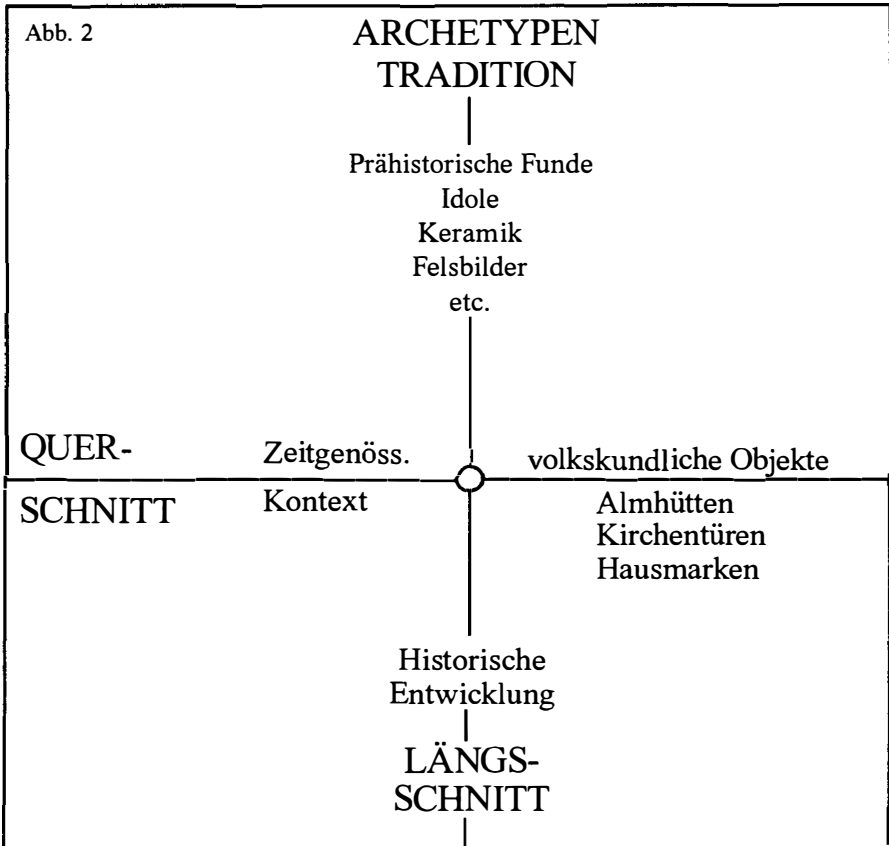 Abb. 2
ARCHETYPEN
TRADITION
Prähistorische Funde
Idole
Keramik
Felsbilder
etc.
QUER-
Zeitgenöss.
volkskundliche Objekte
SCHNITT
Kontext
Almhütten
Kirchentüren
Hausmarken
Historische
Entwicklung
LÄNGS-
SCHNITT